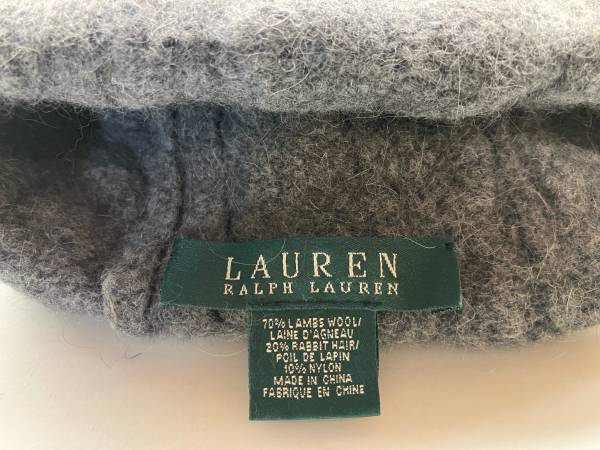 LAUREN
RALPH LAUREN
70% LAMBS WOOL/
LAINE D'AGNEAU
20% RABBIT HAIR/
POIL DE LAPIN
10% NYLON
MADE IN CHINA
FABRIQUE EN CHINE